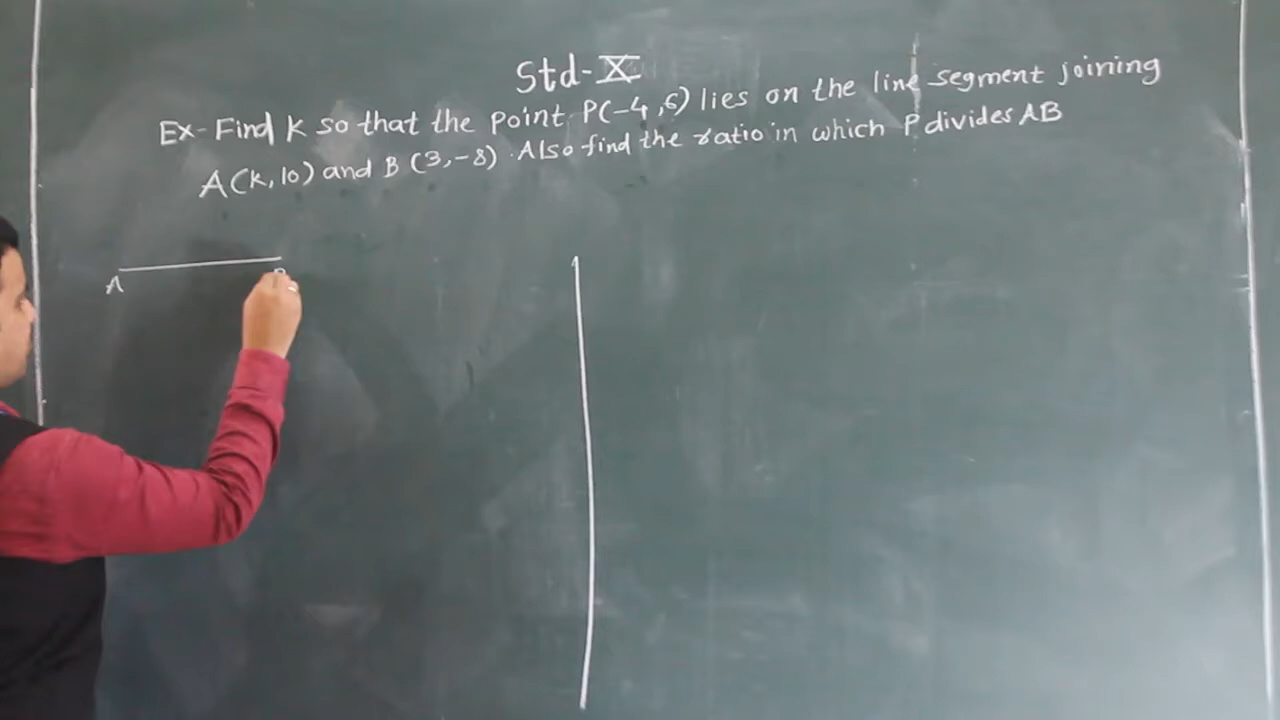 Std-X
Ex- Find K so that the point P(-4,6) lies on the line segment joining
A(K,10) and B(3,-8). Also find the ratio in which P divides AB
A